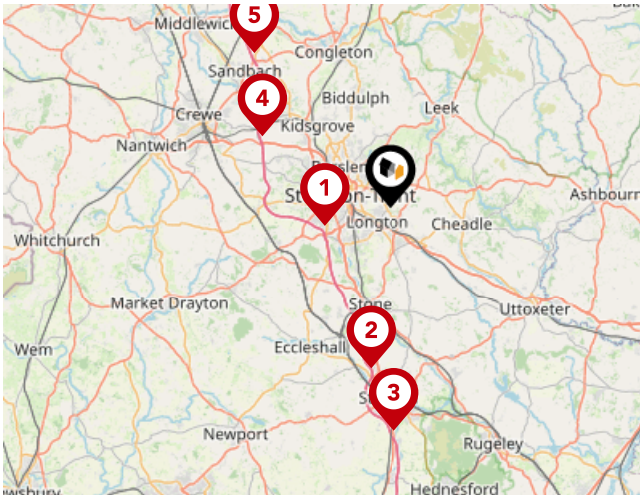 5
Middlewic
Congleton
Sandbach
4
Biddulph
Leek
Crewe
Kidsgrove
Nantwich
1
Ashbourn
Longton
Cheadle
Whitchurch
Market Drayton
Stone
Uttoxeter
2
Eccleshall
Wem
3
Newport
Rugeley
Hednesford